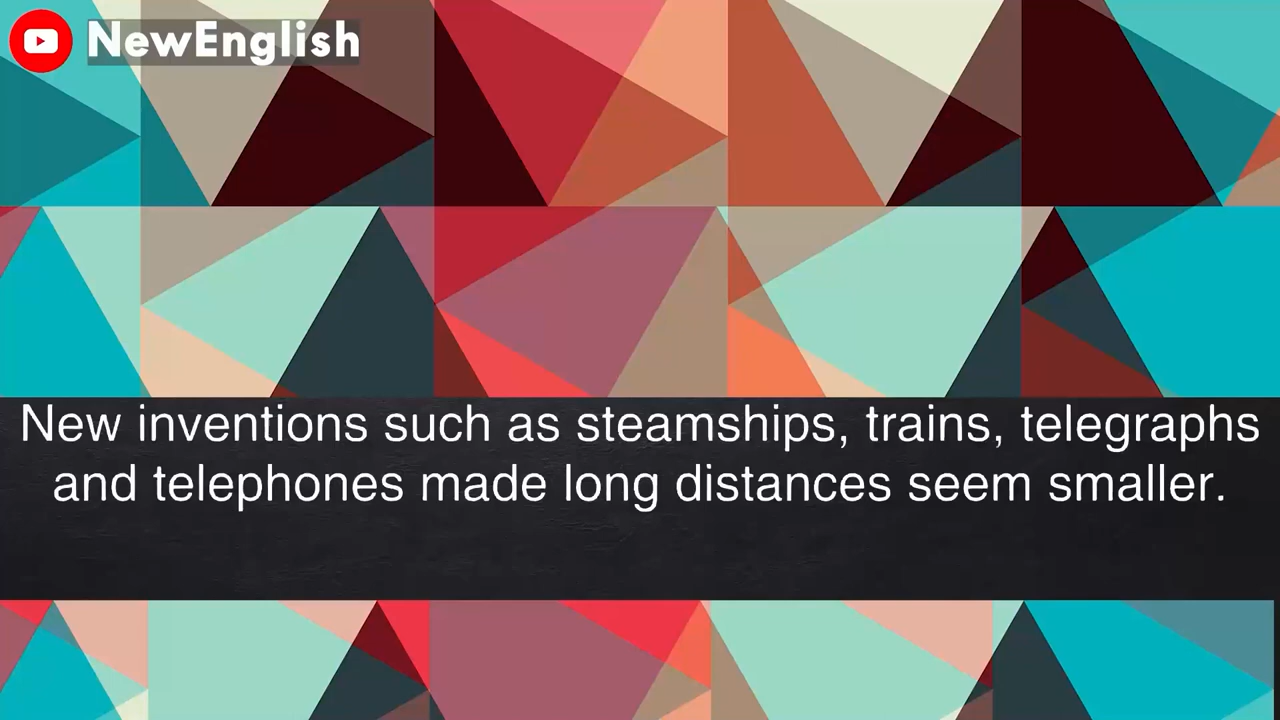 NewEnglish
New inventions such as steamships, trains, telegraphs
and telephones made long distances seem smaller.